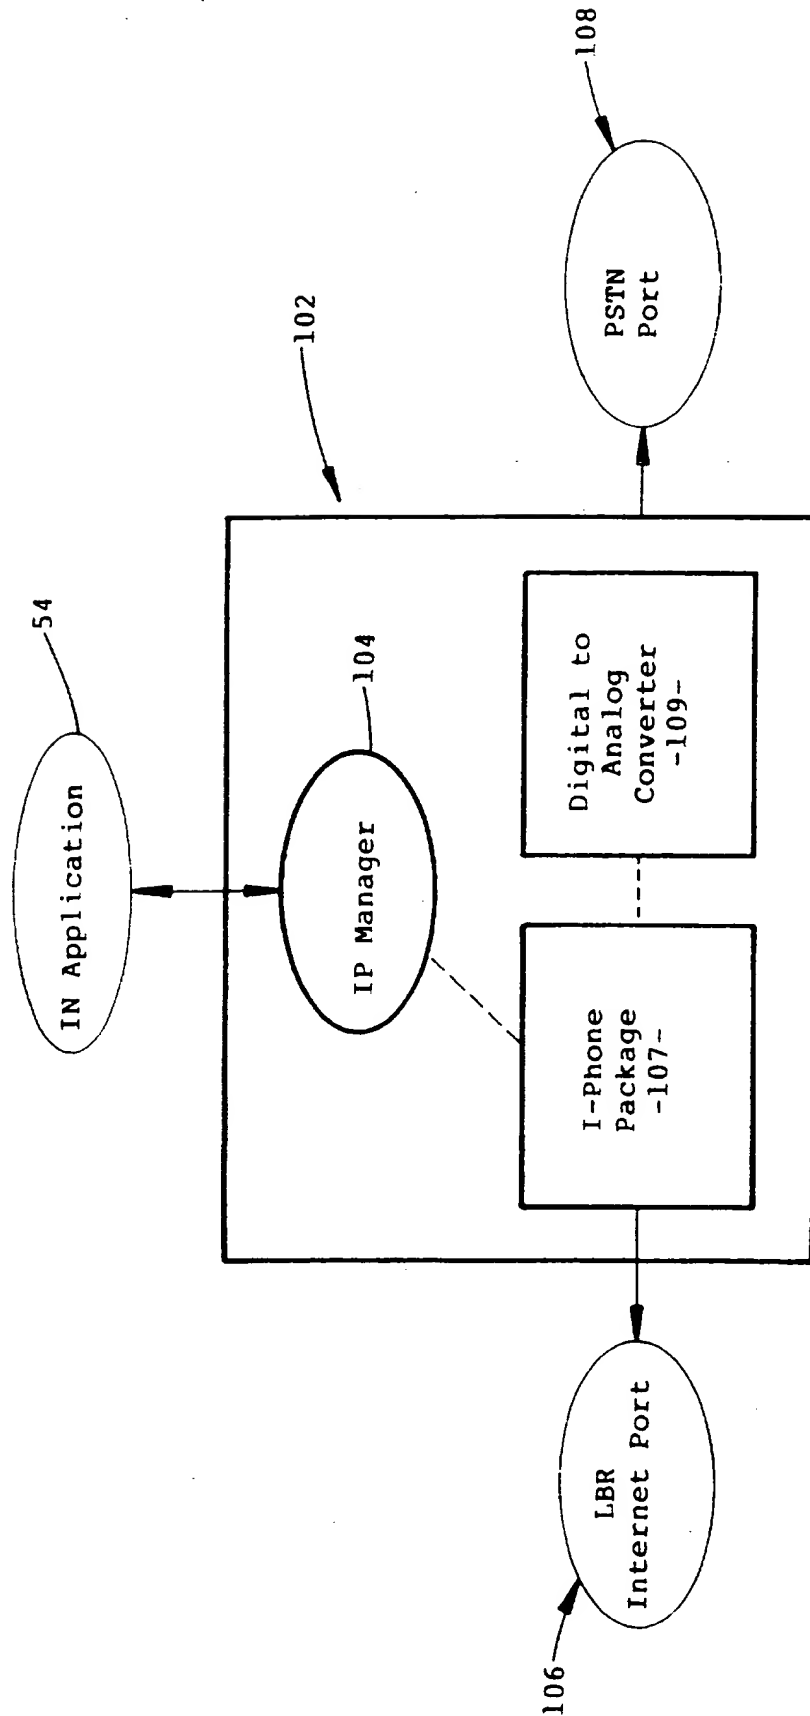 54
IN Application
102
104
IP Manager
108
PSTN
Port
I-Phone
Package
-107-
Digital to
Analog
Converter
-109-
106
LBR
Internet Port